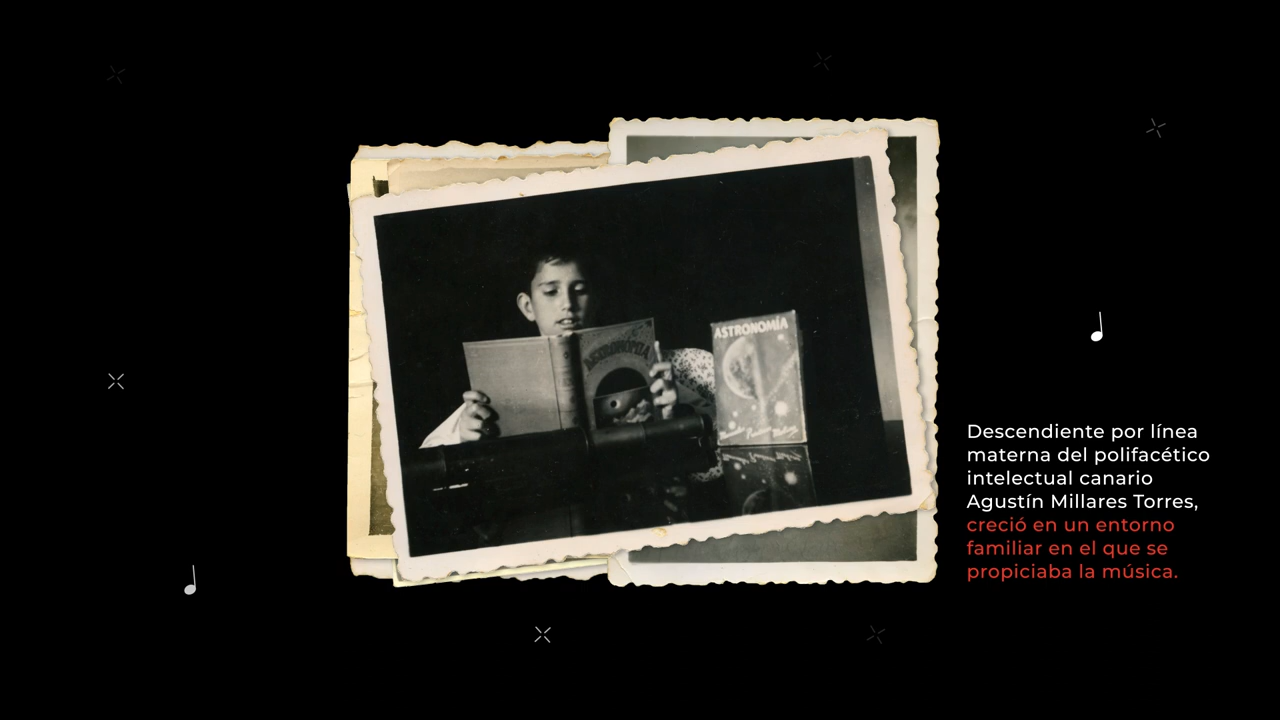 ASTRONOMÍA
ASTRONOMÍA
Descendiente por línea
materna del polifacético
intelectual canario
Agustín Millares Torres,
creció en un entorno
familiar en el que se
propiciaba la música.